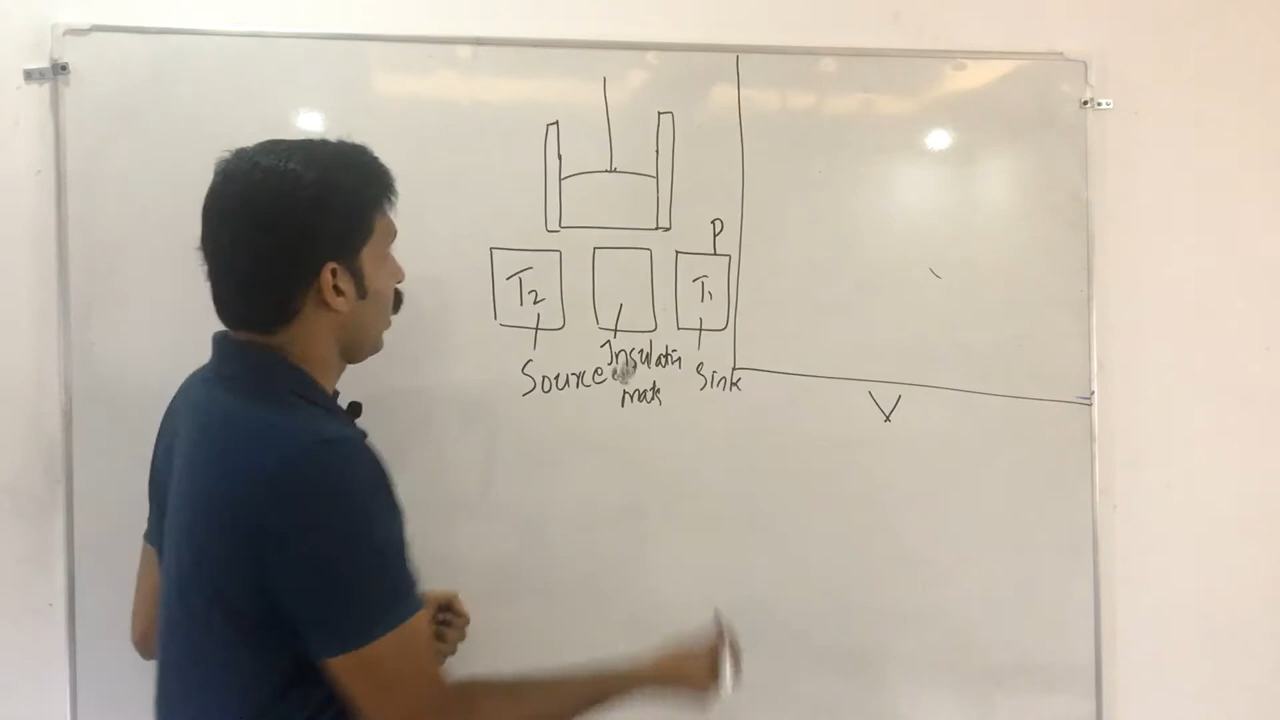 P
T₂
T₁
Source
Insulatin
mats
Sink
V